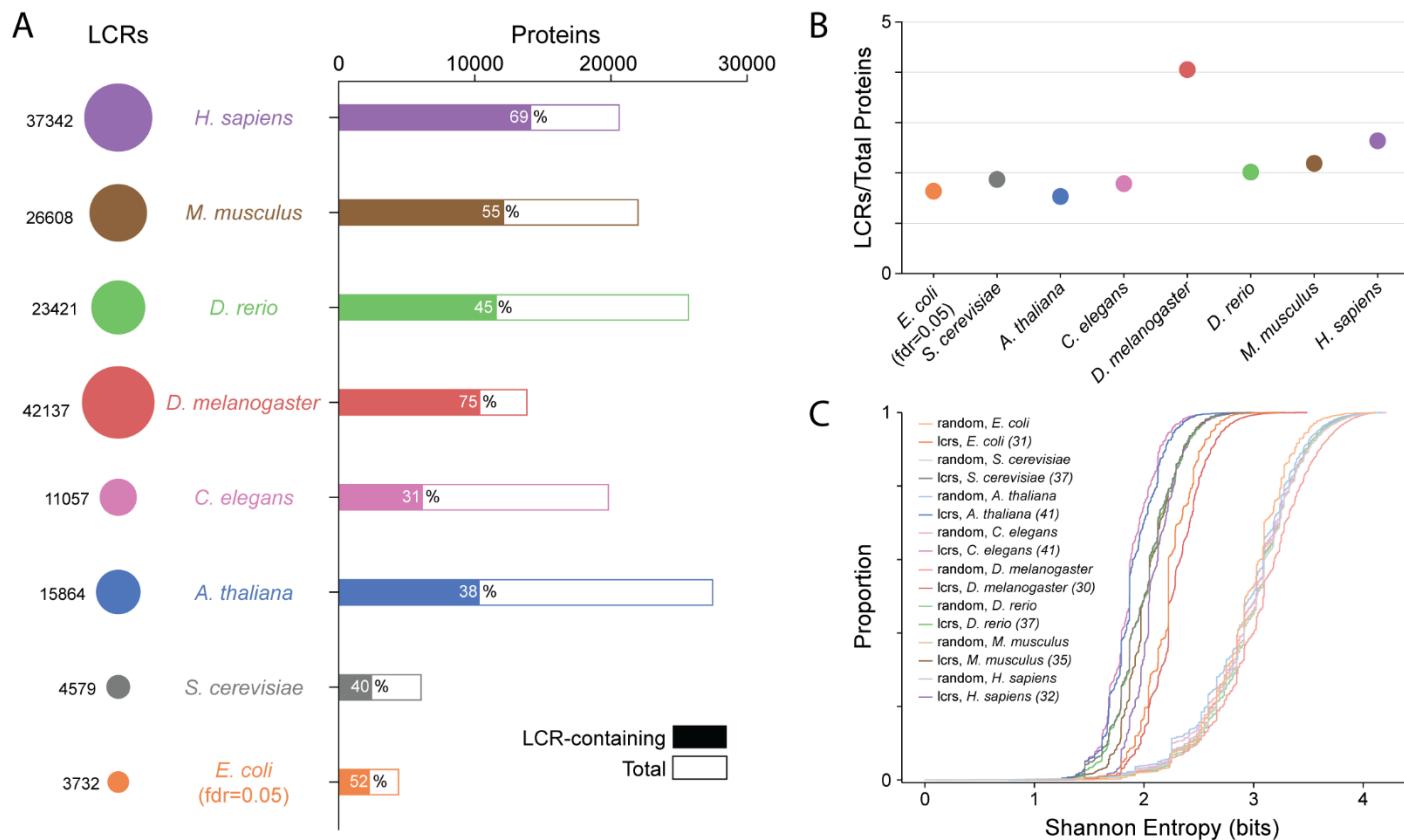 A
LCRs
Proteins
0
10000
20000
30000
37342
H. sapiens
69
%
26608
M. musculus
55
%
23421
D. rerio
45
%
42137
D. melanogaster
75
%
11057
C. elegans
31
%
15864
A. thaliana
38
%
4579
S. cerevisiae
40
%
LCR-containing
Total
3732
E. coli
(fdr=0.05)
52
%
B
LCRs/Total Proteins
5
0
E. coli
(fdr=0.05)
S. cerevisiae
A. thaliana
C. elegans
D. melanogaster
D. rerio
M. musculus
H. sapiens
C
Proportion
1
0
random, E. coli
lcrs, E. coli (31)
random, S. cerevisiae
lcrs, S. cerevisiae (37)
random, A. thaliana
lcrs, A. thaliana (41)
random, C. elegans
lcrs, C. elegans (41)
random, D. melanogaster
lcrs, D. melanogaster (30)
random, D. rerio
lcrs, D. rerio (37)
random, M. musculus
lcrs, M. musculus (35)
random, H. sapiens
lcrs, H. sapiens (32)
0
1
2
3
4
Shannon Entropy (bits)